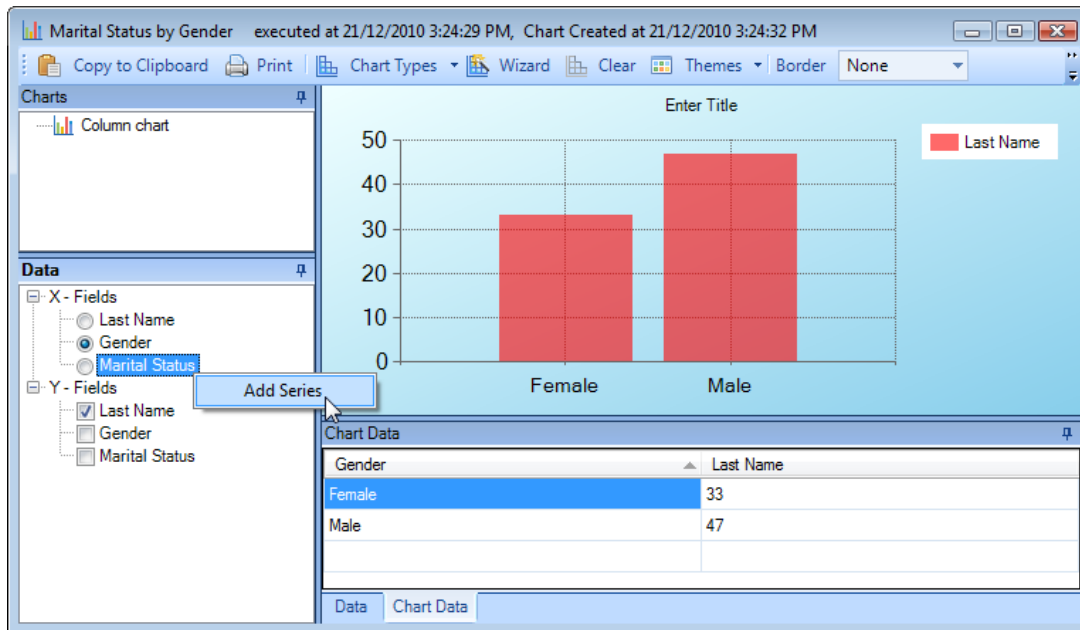 Marital Status by Gender executed at 21/12/2010 3:24:29 PM, Chart Created at 21/12/2010 3:24:32 PM
Copy to Clipboard Print Chart Types Wizard Clear Themes Border None
Charts
Column chart
Data
X - Fields
Last Name
Gender
Marital Status
Add Series
Y - Fields
Last Name
Gender
Marital Status
Enter Title
Last Name
50
40
30
20
10
0
Female Male
Chart Data
Gender Last Name
Female 33
Male 47
Data Chart Data